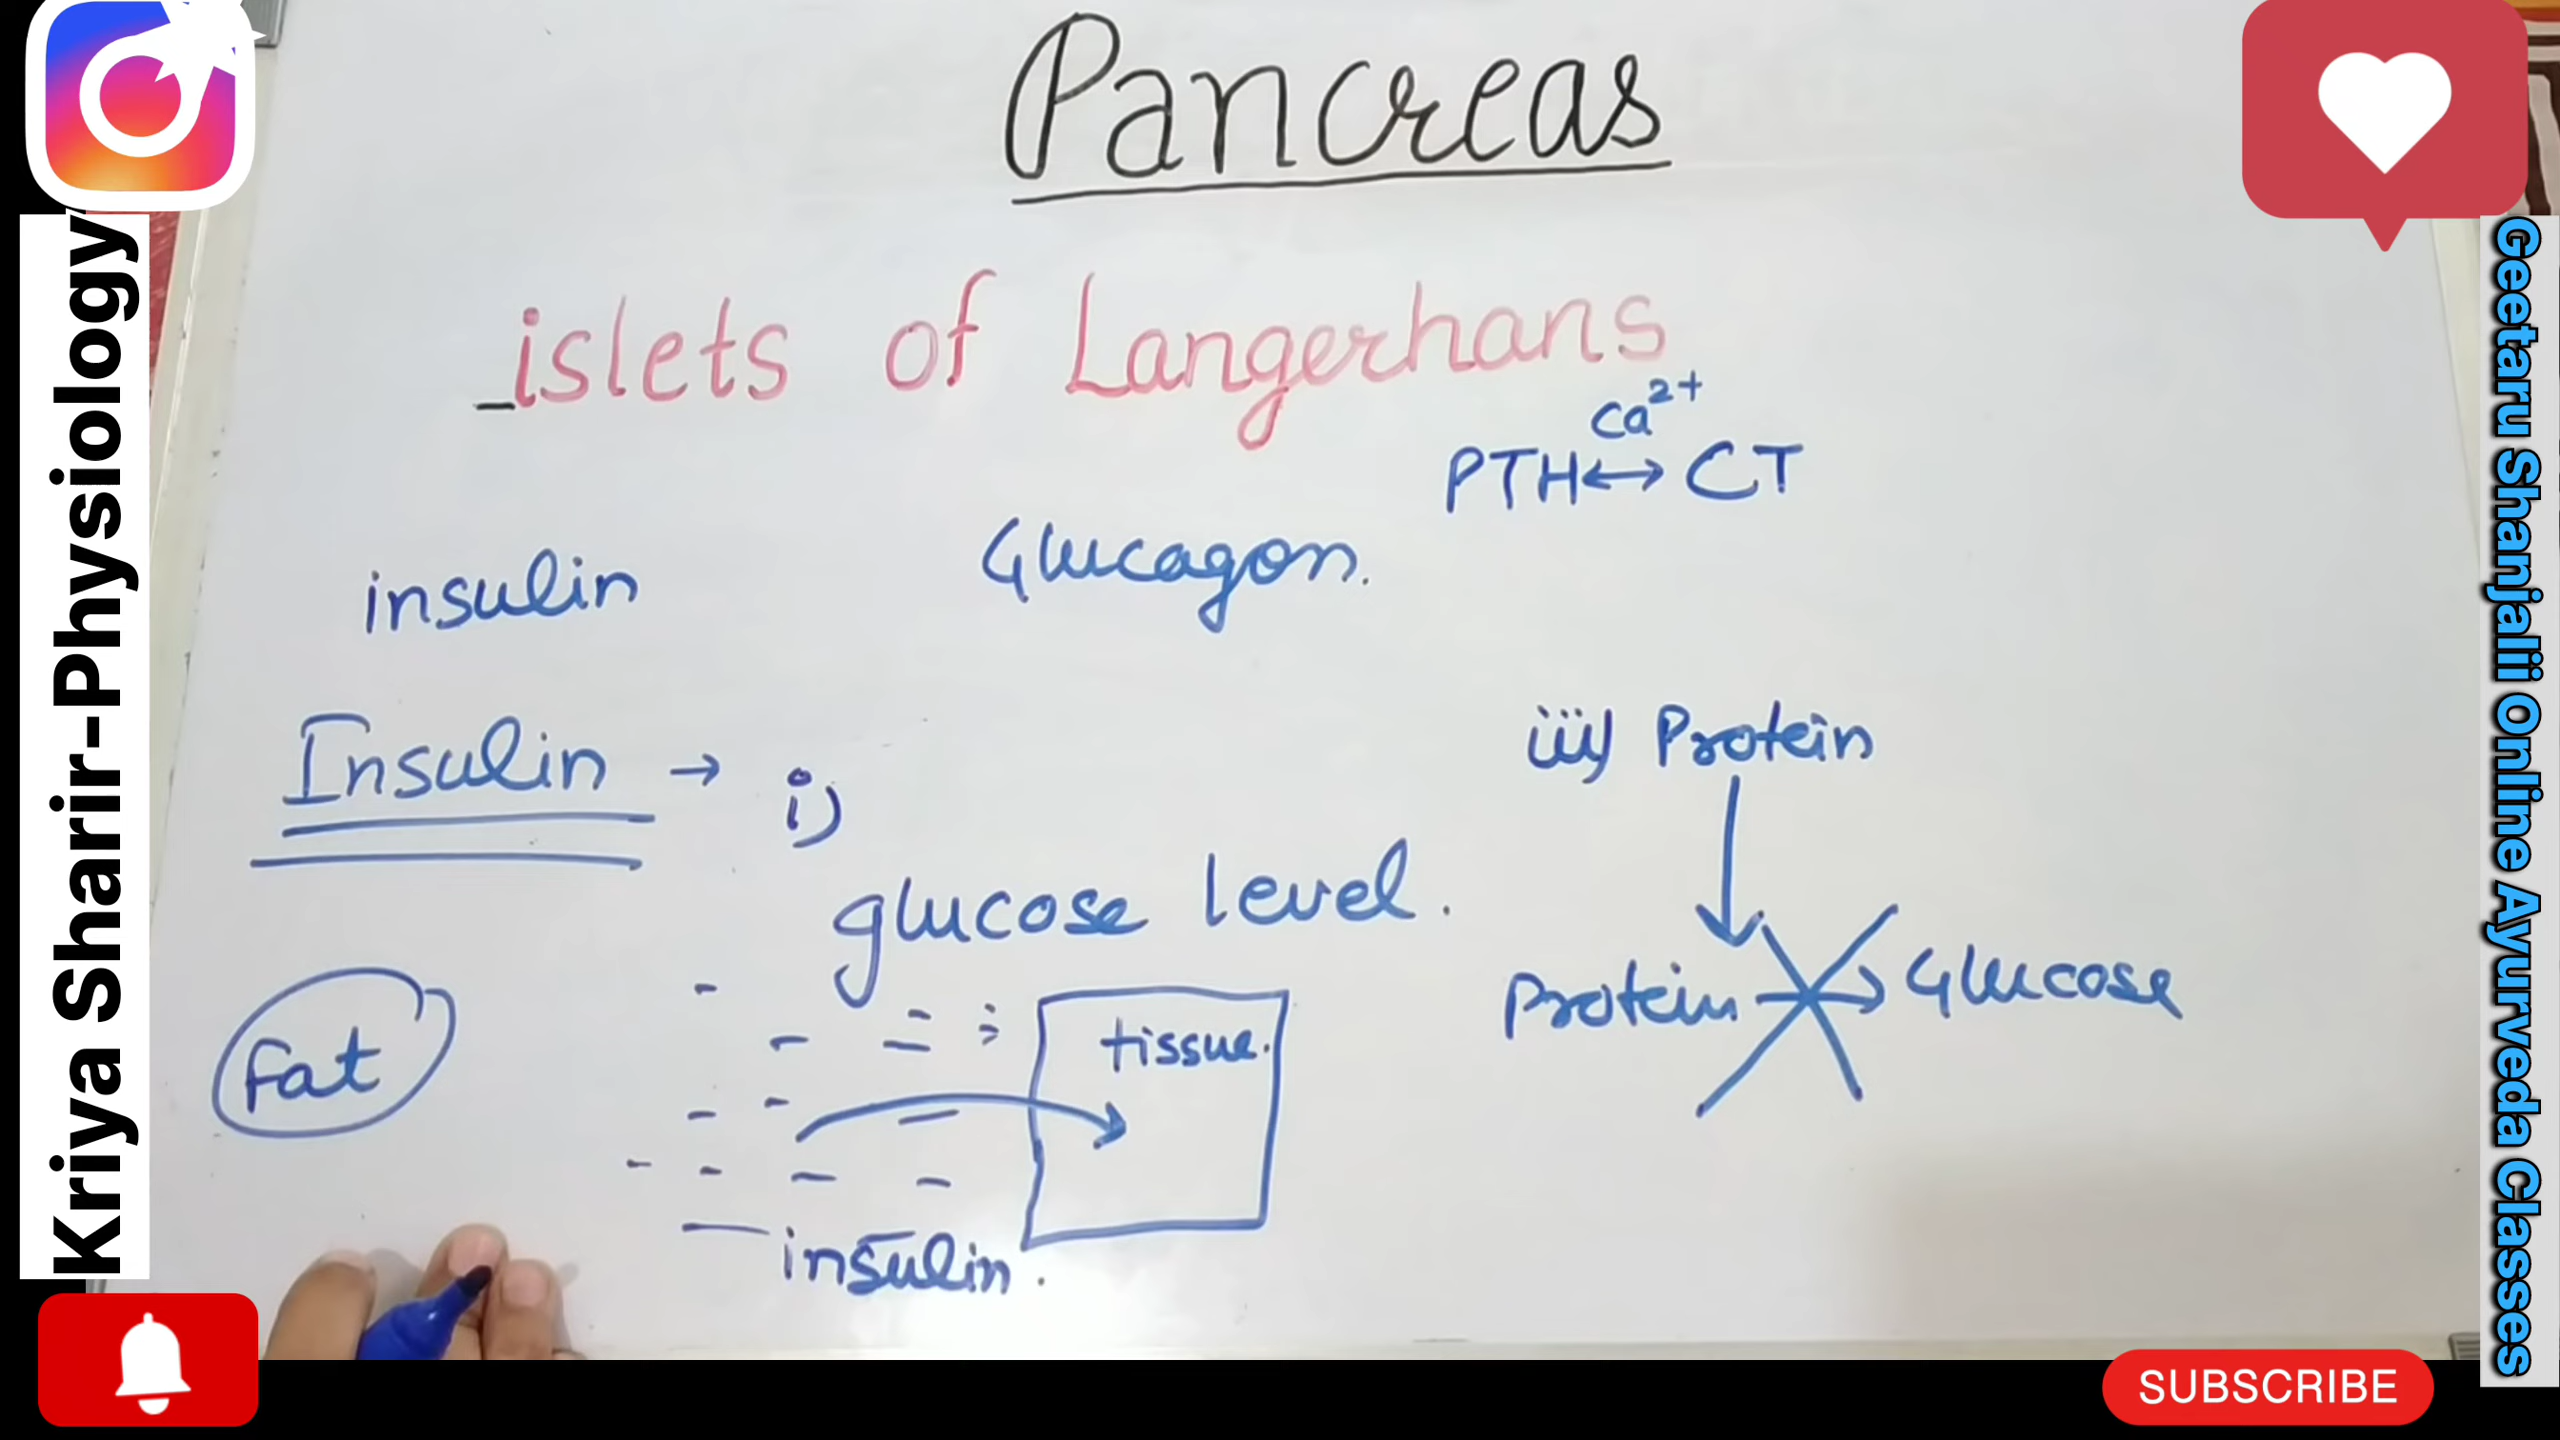 Pancreas
islets of Langerhans
Ca²⁺
PTH ↔ CT
insulin
Glucagon.
Insulin → i)
glucose level.
iii) Protein
Protein → Glucose
Fat
tissue.
insulin.
Kriya Sharir-Physiology
Geetaru Shanjalii Online Ayurveda Classes
SUBSCRIBE